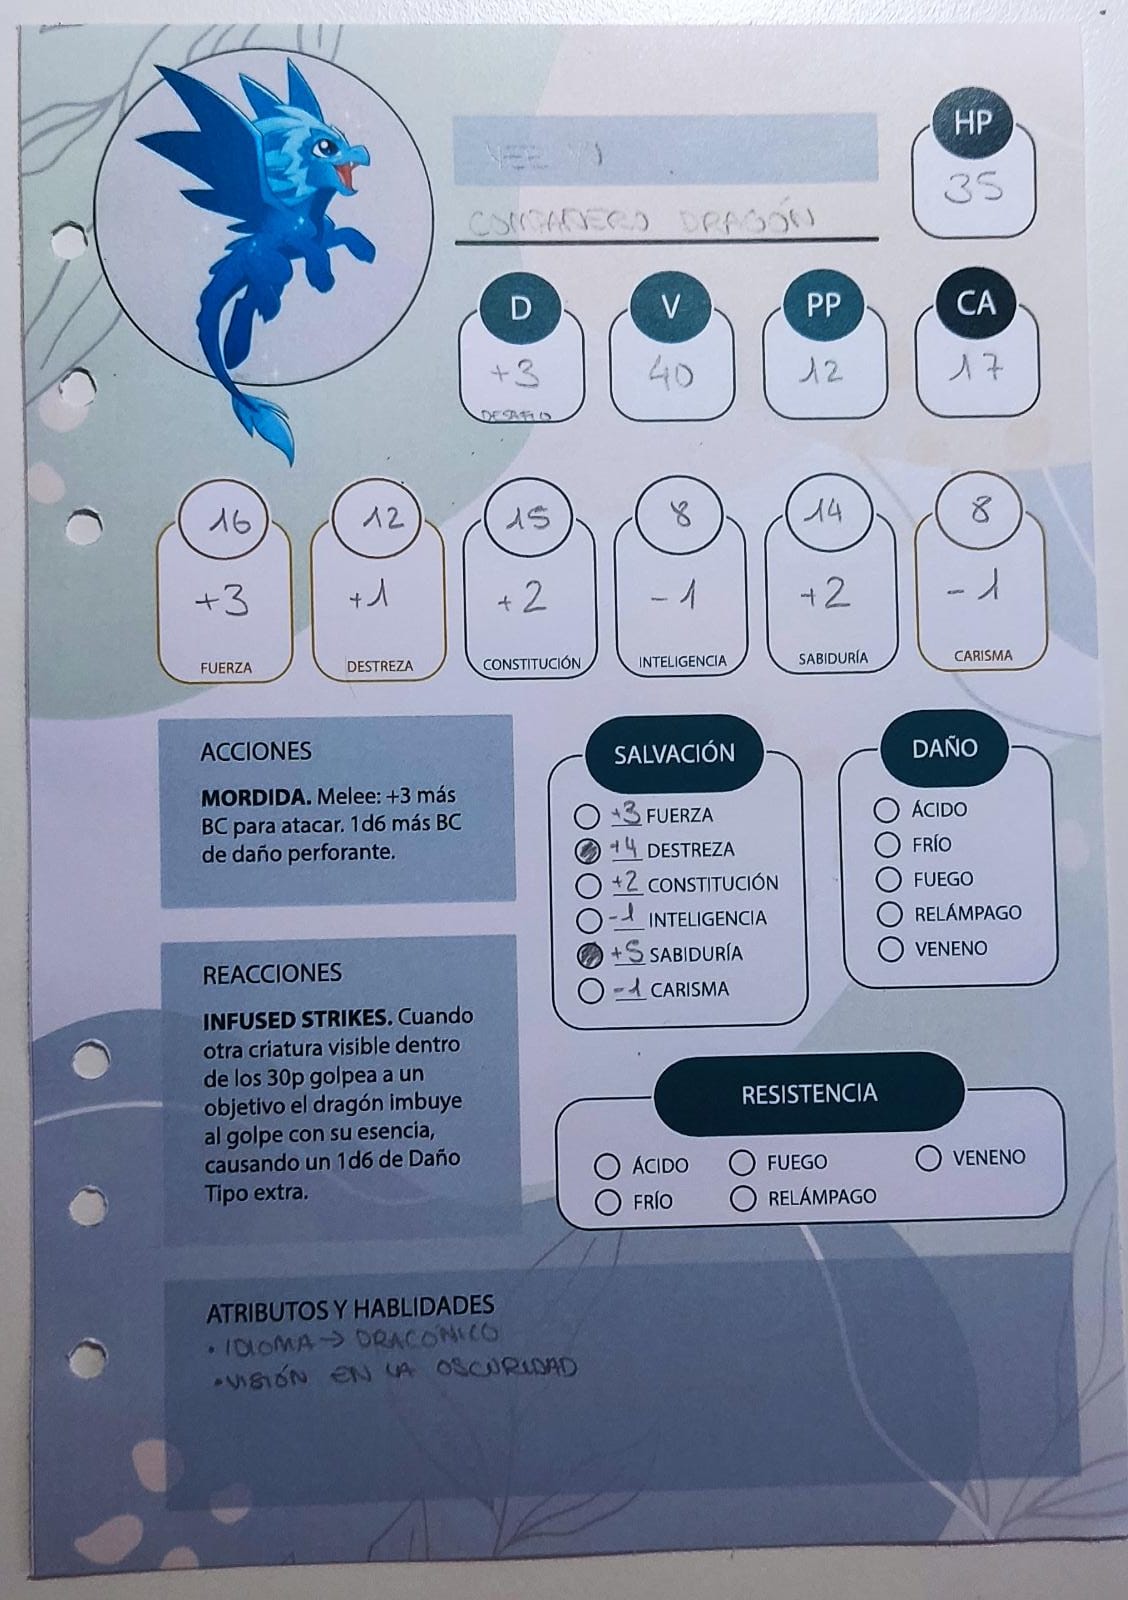 HP
35
COMPAÑERO DRAGÓN
D
+3
DESAFIO
V
40
PP
12
CA
17
16
+3
FUERZA
12
+1
DESTREZA
15
+2
CONSTITUCIÓN
8
-1
INTELIGENCIA
14
+2
SABIDURÍA
8
-1
CARISMA
ACCIONES
MORDIDA. Melee: +3 más
BC para atacar. 1d6 más BC
de daño perforante.
REACCIONES
INFUSED STRIKES. Cuando
otra criatura visible dentro
de los 30p golpea a un
objetivo el dragón imbuye
al golpe con su esencia,
causando un 1d6 de Daño
Tipo extra.
SALVACIÓN
+3 FUERZA
+4 DESTREZA
+2 CONSTITUCIÓN
-1 INTELIGENCIA
+5 SABIDURÍA
-1 CARISMA
DAÑO
ÁCIDO
FRÍO
FUEGO
RELÁMPAGO
VENENO
RESISTENCIA
ÁCIDO FUEGO VENENO
FRÍO RELÁMPAGO
ATRIBUTOS Y HABLIDADES
• IDIOMA → DRACÓNICO
• VISIÓN EN LA OSCURIDAD